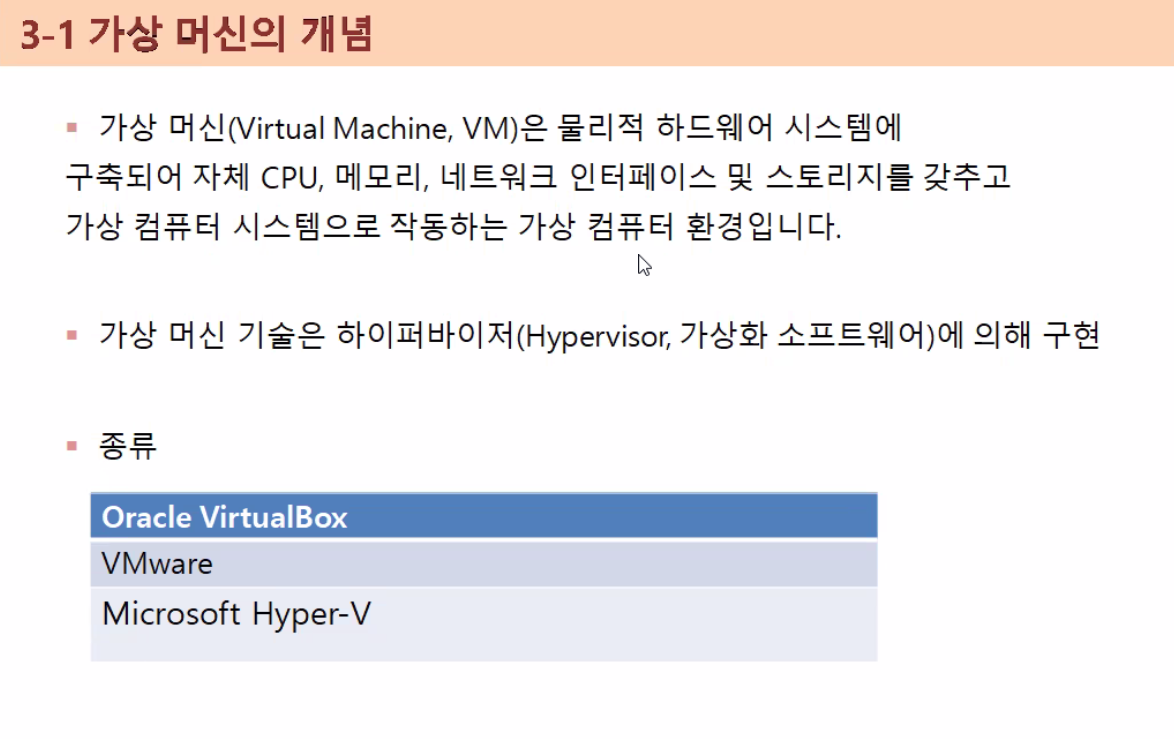 3-1 가상 머신의 개념
▪ 가상 머신(Virtual Machine, VM)은 물리적 하드웨어 시스템에
구축되어 자체 CPU, 메모리, 네트워크 인터페이스 및 스토리지를 갖추고
가상 컴퓨터 시스템으로 작동하는 가상 컴퓨터 환경입니다.
▪ 가상 머신 기술은 하이퍼바이저(Hypervisor, 가상화 소프트웨어)에 의해 구현
▪ 종류
Oracle VirtualBox
VMware
Microsoft Hyper-V